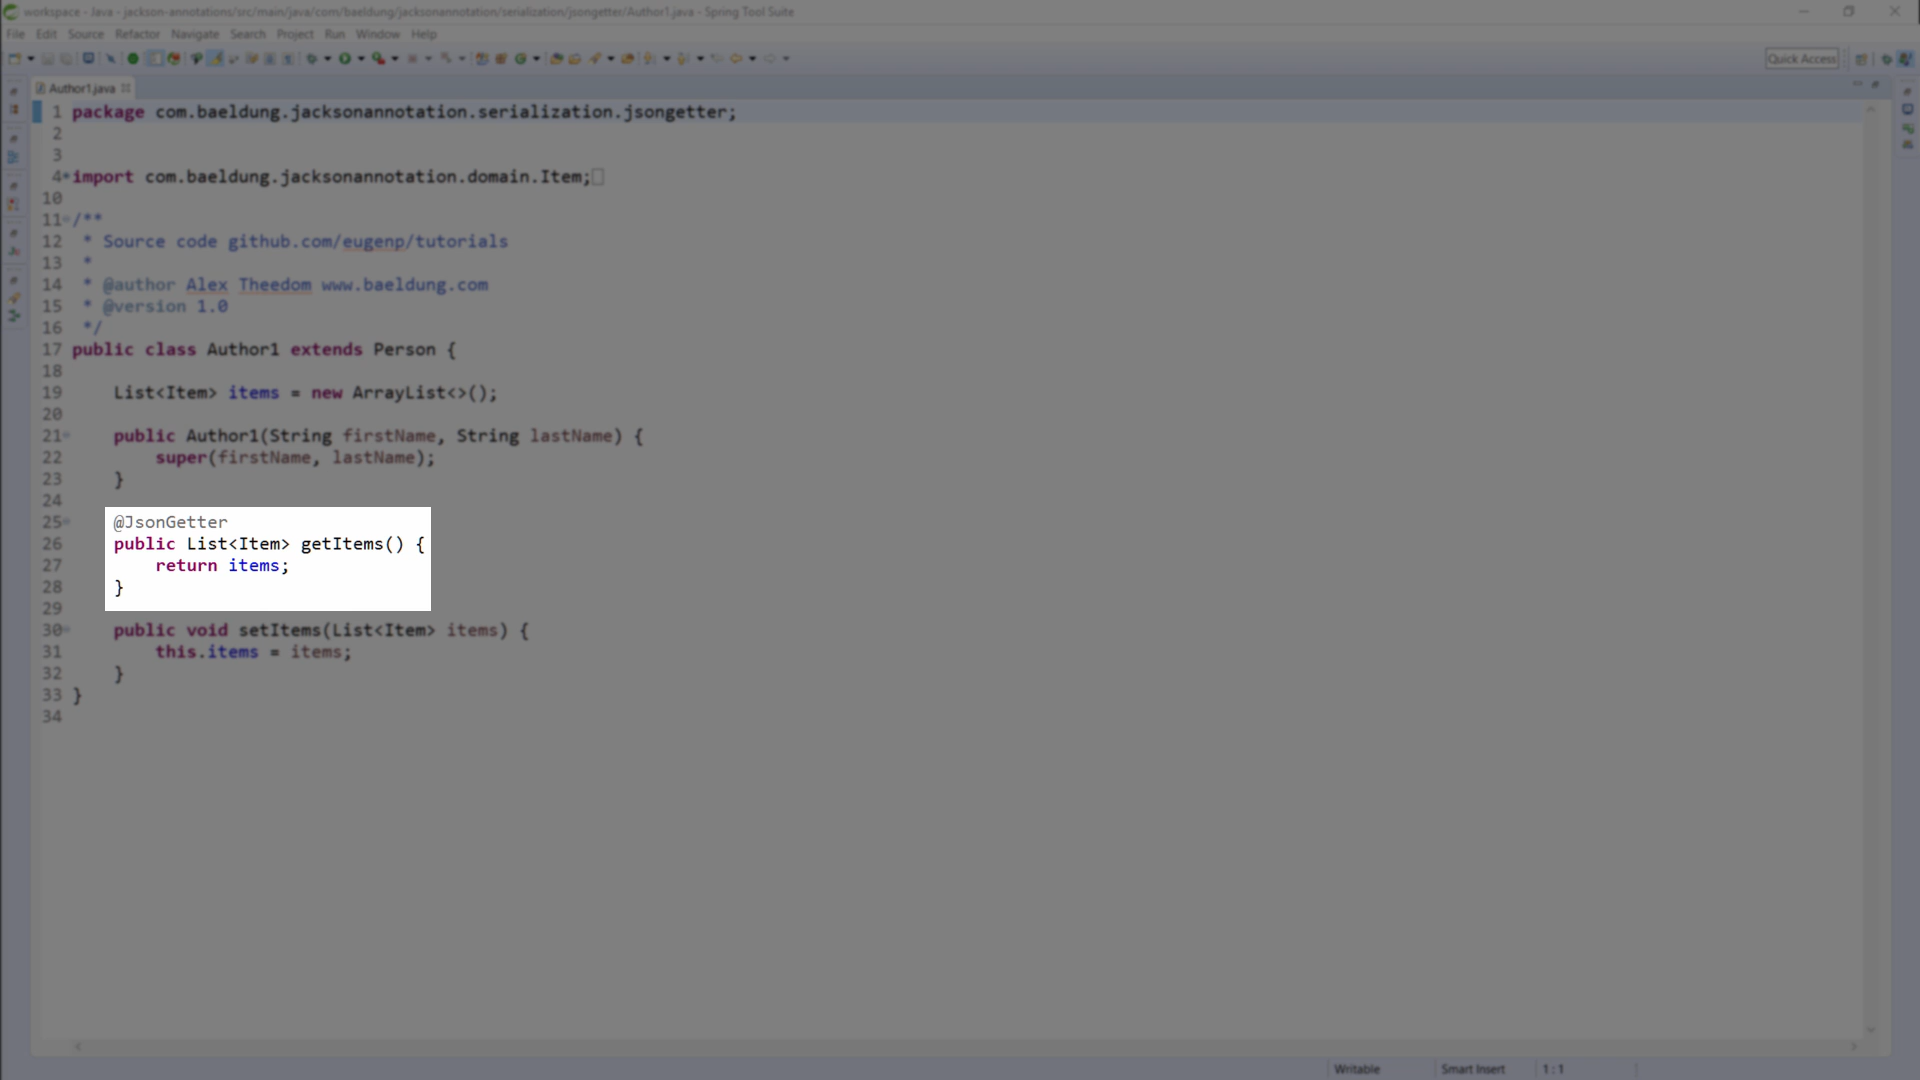 workspace - Java - jackson-annotations/src/main/java/com/baeldung/jacksonannotation/serialization/jsongetter/Author1.java - Spring Tool Suite
File Edit Source Refactor Navigate Search Project Run Window Help
Quick Access
Author1.java
1 package com.baeldung.jacksonannotation.serialization.jsongetter;
2
3
4 import com.baeldung.jacksonannotation.domain.Item;
10
11 /**
12 * Source code github.com/eugenp/tutorials
13 *
14 * @author Alex Theedom www.baeldung.com
15 * @version 1.0
16 */
17 public class Author1 extends Person {
18
19 List<Item> items = new ArrayList<>();
20
21 public Author1(String firstName, String lastName) {
22 super(firstName, lastName);
23 }
24
25 @JsonGetter
26 public List<Item> getItems() {
27 return items;
28 }
29
30 public void setItems(List<Item> items) {
31 this.items = items;
32 }
33 }
34
Writable Smart Insert 1 : 1